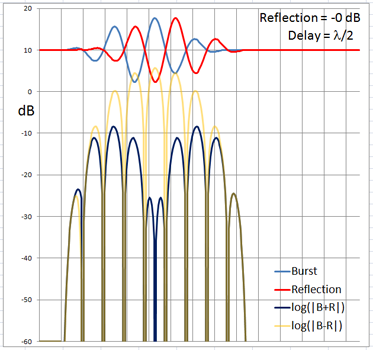 20
Reflection = -0 dB
Delay = λ/2
10
0
dB
-10
-20
-30
-40
-50
-60
Burst
Reflection
log(|B+R|)
log(|B-R|)